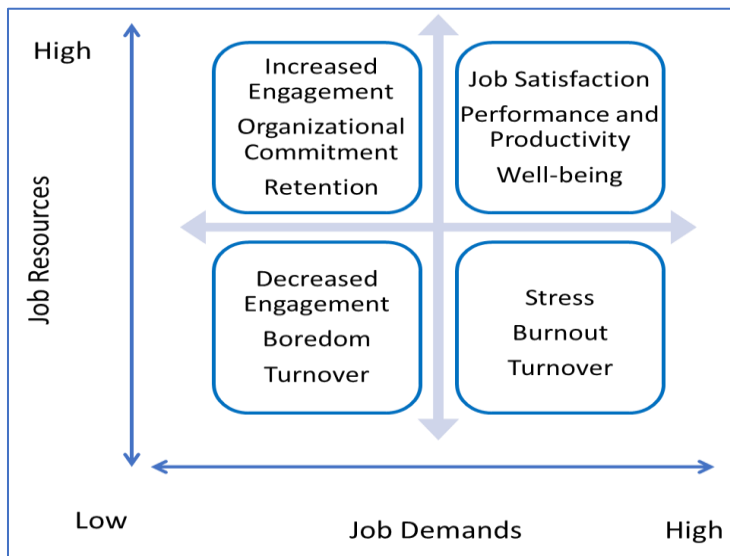 High
Job Resources
Increased
Engagement
Organizational
Commitment
Retention
Job Satisfaction
Performance and
Productivity
Well-being
Decreased
Engagement
Boredom
Turnover
Stress
Burnout
Turnover
Low
Job Demands
High